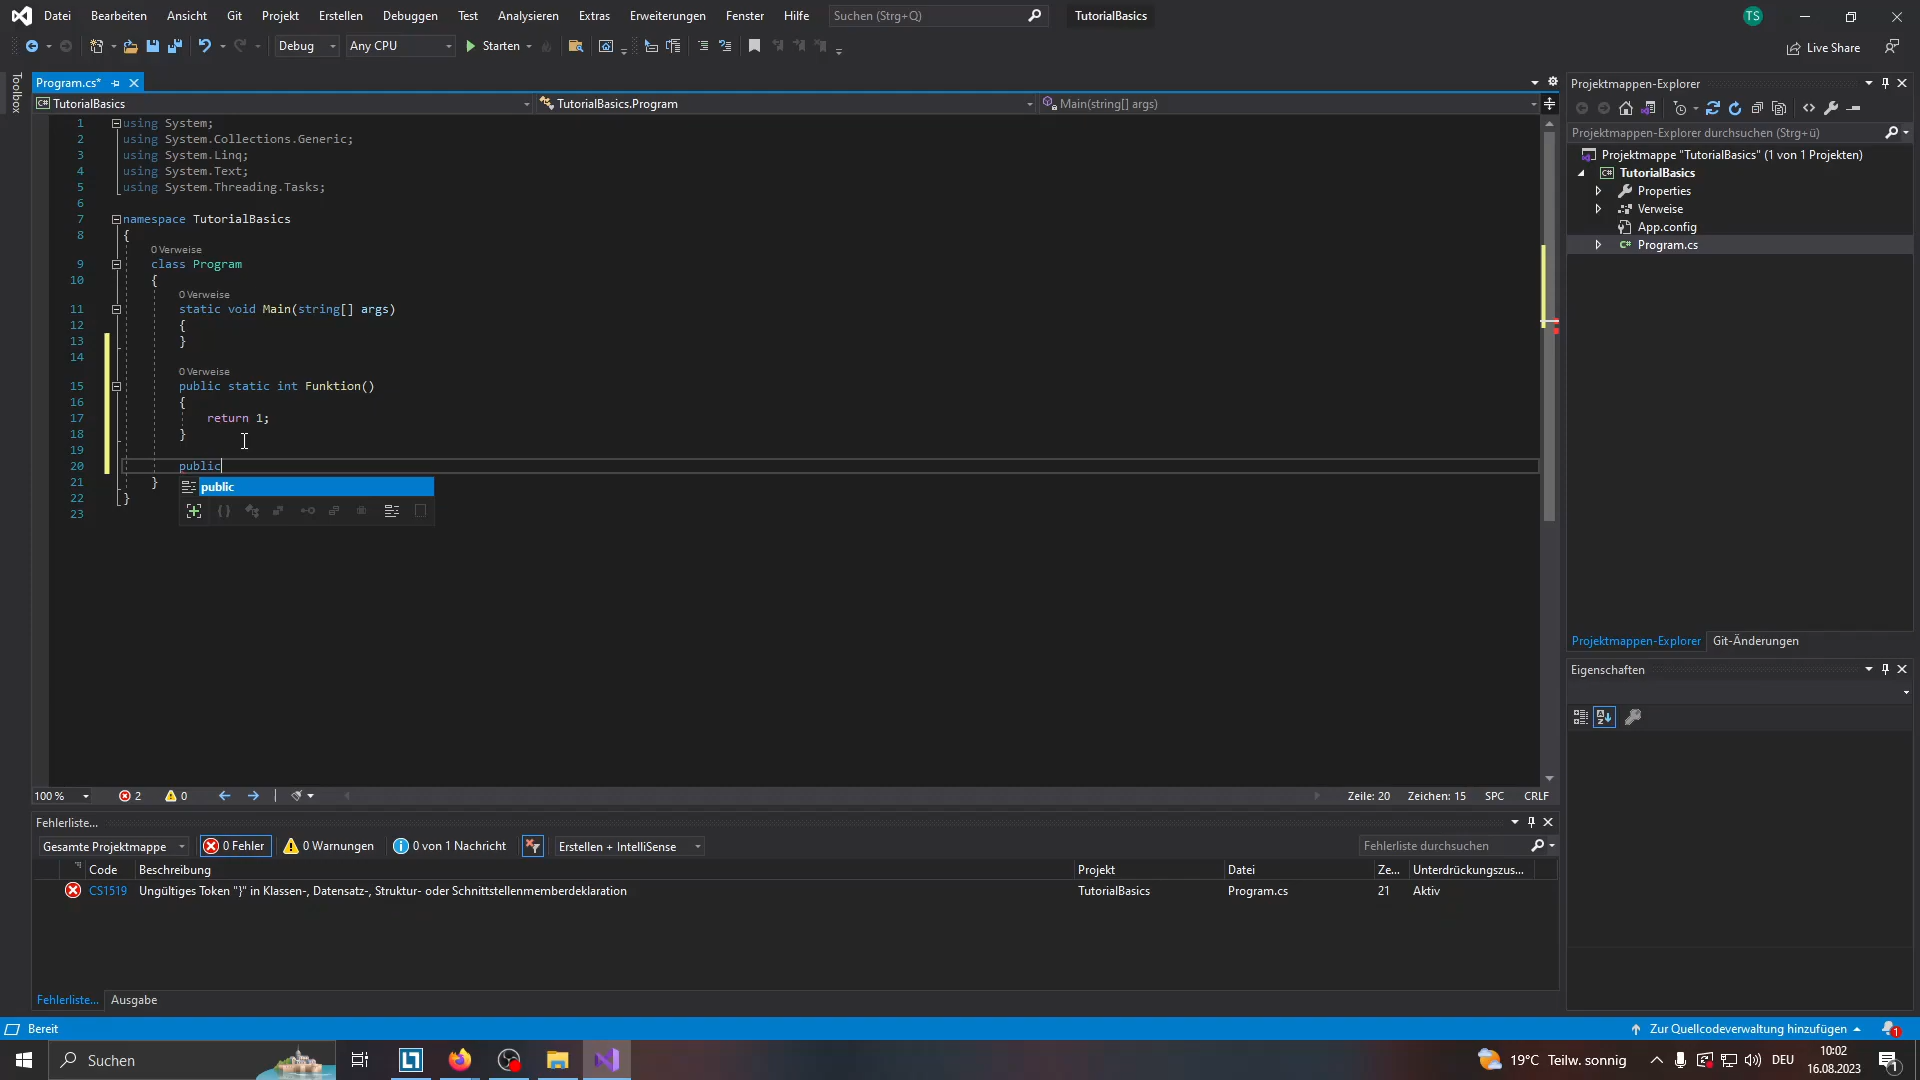 Datei Bearbeiten Ansicht Git Projekt Erstellen Debuggen Test Analysieren Extras Erweiterungen Fenster Hilfe Suchen (Strg+Q) TutorialBasics TS
Debug Any CPU Starten Live Share
Toolbox
Program.cs*
TutorialBasics TutorialBasics.Program Main(string[] args)
1 using System;
2 using System.Collections.Generic;
3 using System.Linq;
4 using System.Text;
5 using System.Threading.Tasks;
6
7 namespace TutorialBasics
8 {
0 Verweise
9 class Program
10 {
0 Verweise
11 static void Main(string[] args)
12 {
13 }
14
0 Verweise
15 public static int Funktion()
16 {
17 return 1;
18 }
19
20 public
21 }
22 }
23
public
100 % 2 0 Zeile: 20 Zeichen: 15 SPC CRLF
Projektmappen-Explorer
Projektmappen-Explorer durchsuchen (Strg+ü)
Projektmappe "TutorialBasics" (1 von 1 Projekten)
TutorialBasics
Properties
Verweise
App.config
Program.cs
Projektmappen-Explorer Git-Änderungen
Eigenschaften
Fehlerliste...
Gesamte Projektmappe 0 Fehler 0 Warnungen 0 von 1 Nachricht Erstellen + IntelliSense Fehlerliste durchsuchen
Code Beschreibung Projekt Datei Ze... Unterdrückungszus...
CS1519 Ungültiges Token "}" in Klassen-, Datensatz-, Struktur- oder Schnittstellenmemberdeklaration TutorialBasics Program.cs 21 Aktiv
Fehlerliste... Ausgabe
Bereit Zur Quellcodeverwaltung hinzufügen 1
Suchen 19°C Teilw. sonnig DEU 10:02
16.08.2023 1